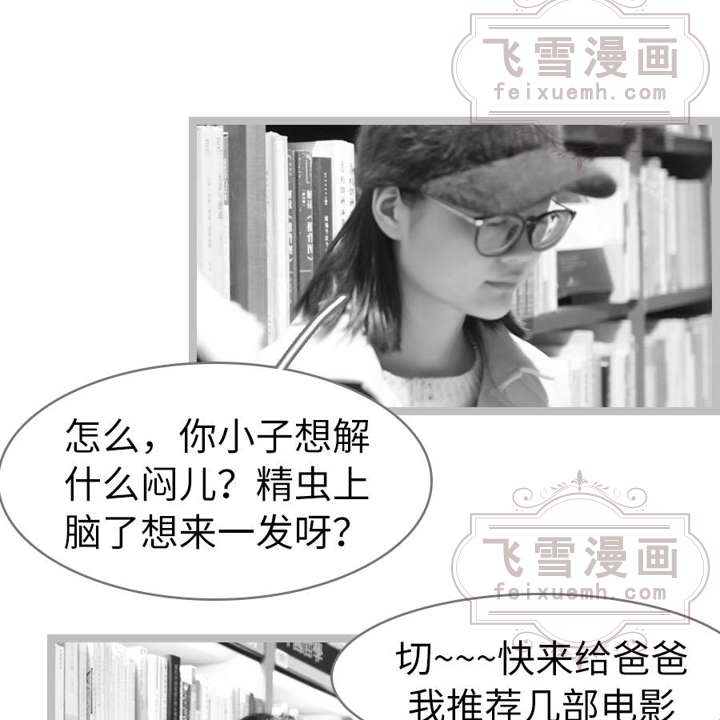 飞雪漫画
feixuemh.com
怎么，你小子想解
什么闷儿？精虫上
脑了想来一发呀？
飞雪漫画
feixuemh.com
切~~~快来给爸爸
我推荐几部电影